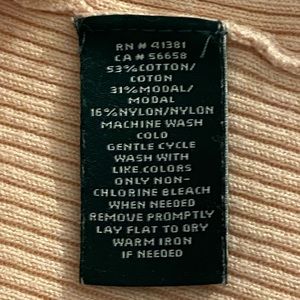 RN # 41381
CA # 56658
53% COTTON/
COTON
31% MODAL/
MODAL
16% NYLON/NYLON
MACHINE WASH
COLD
GENTLE CYCLE
WASH WITH
LIKE COLORS
ONLY NON-
CHLORINE BLEACH
WHEN NEEDED
REMOVE PROMPTLY
LAY FLAT TO DRY
WARM IRON
IF NEEDED